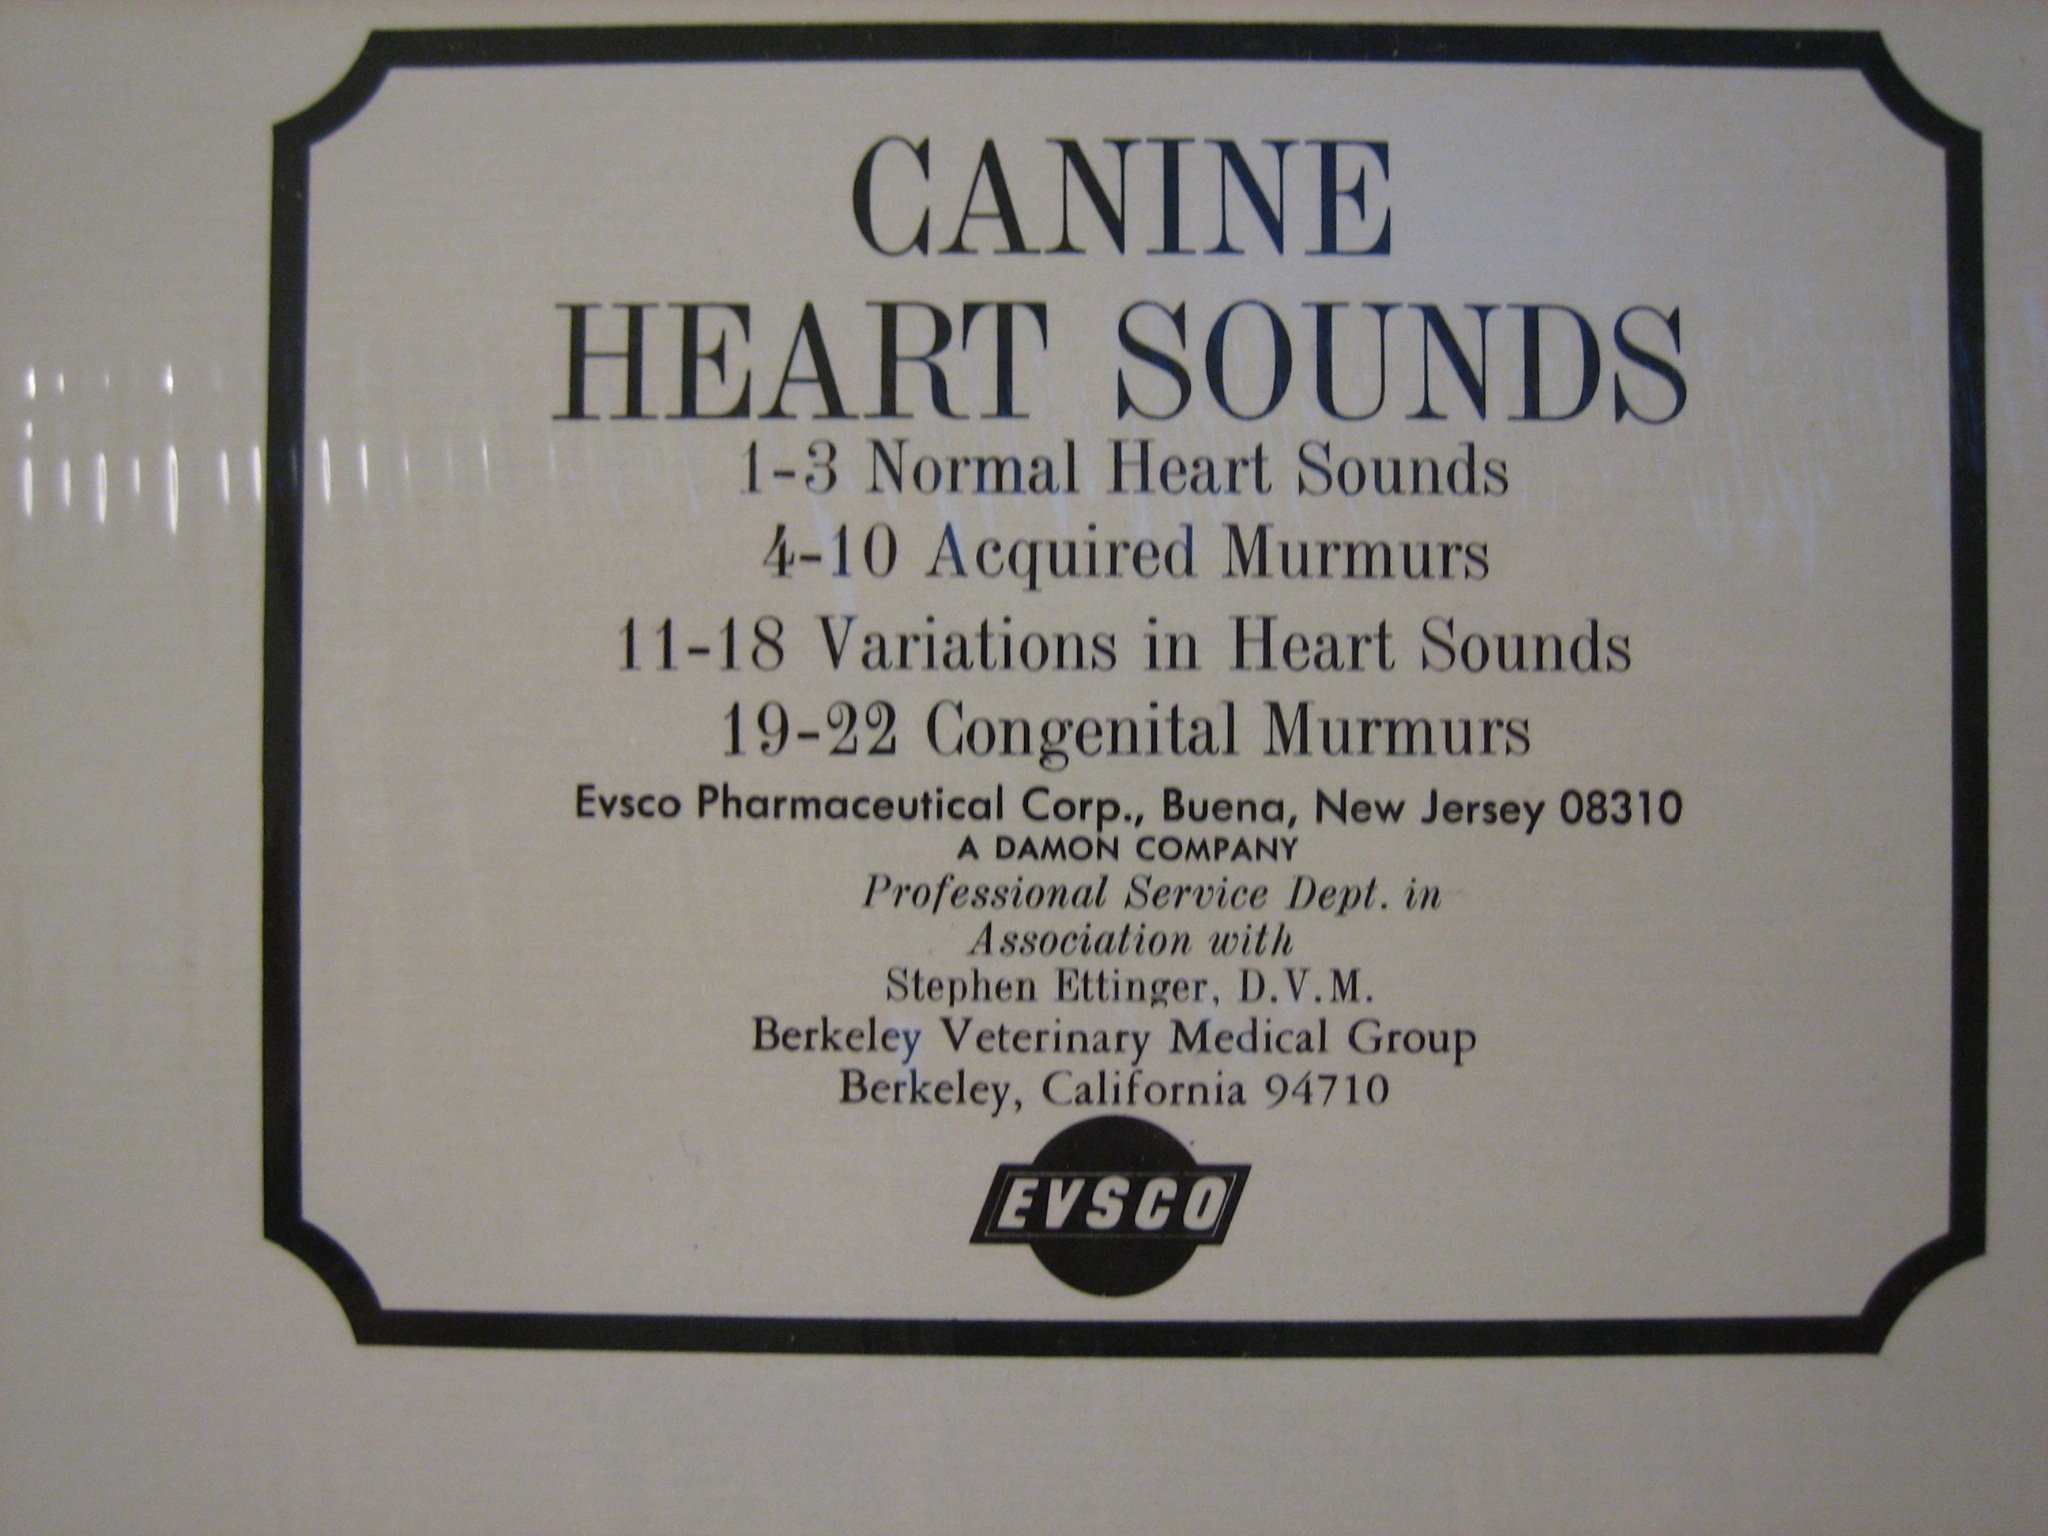 CANINE
HEART SOUNDS
1-3 Normal Heart Sounds
4-10 Acquired Murmurs
11-18 Variations in Heart Sounds
19-22 Congenital Murmurs
Evsco Pharmaceutical Corp., Buena, New Jersey 08310
A DAMON COMPANY
Professional Service Dept. in
Association with
Stephen Ettinger, D.V.M.
Berkeley Veterinary Medical Group
Berkeley, California 94710
EVSCO